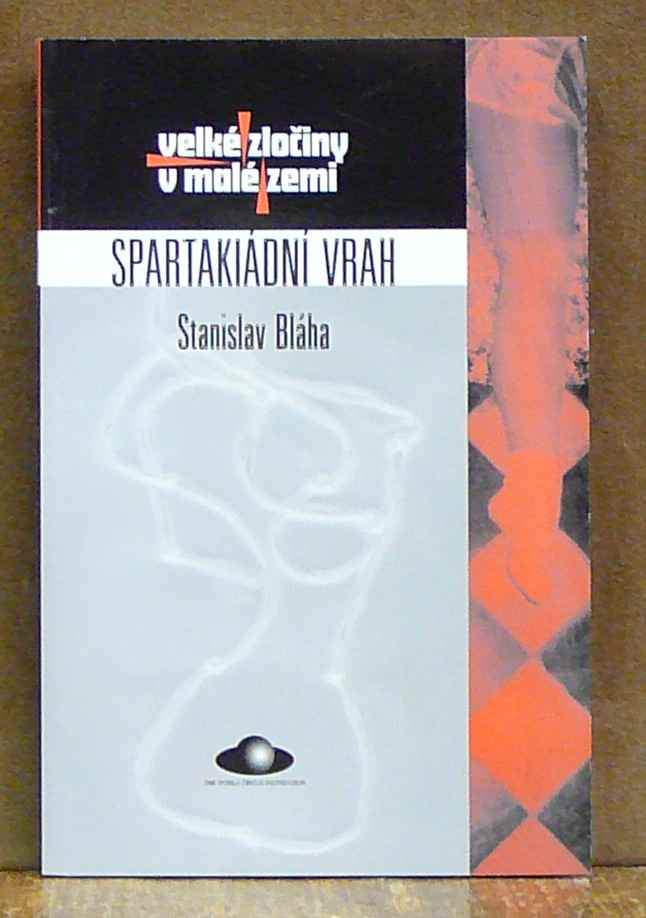 velké zločiny
v malé zemi
SPARTAKIÁDNÍ VRAH
Stanislav Bláha